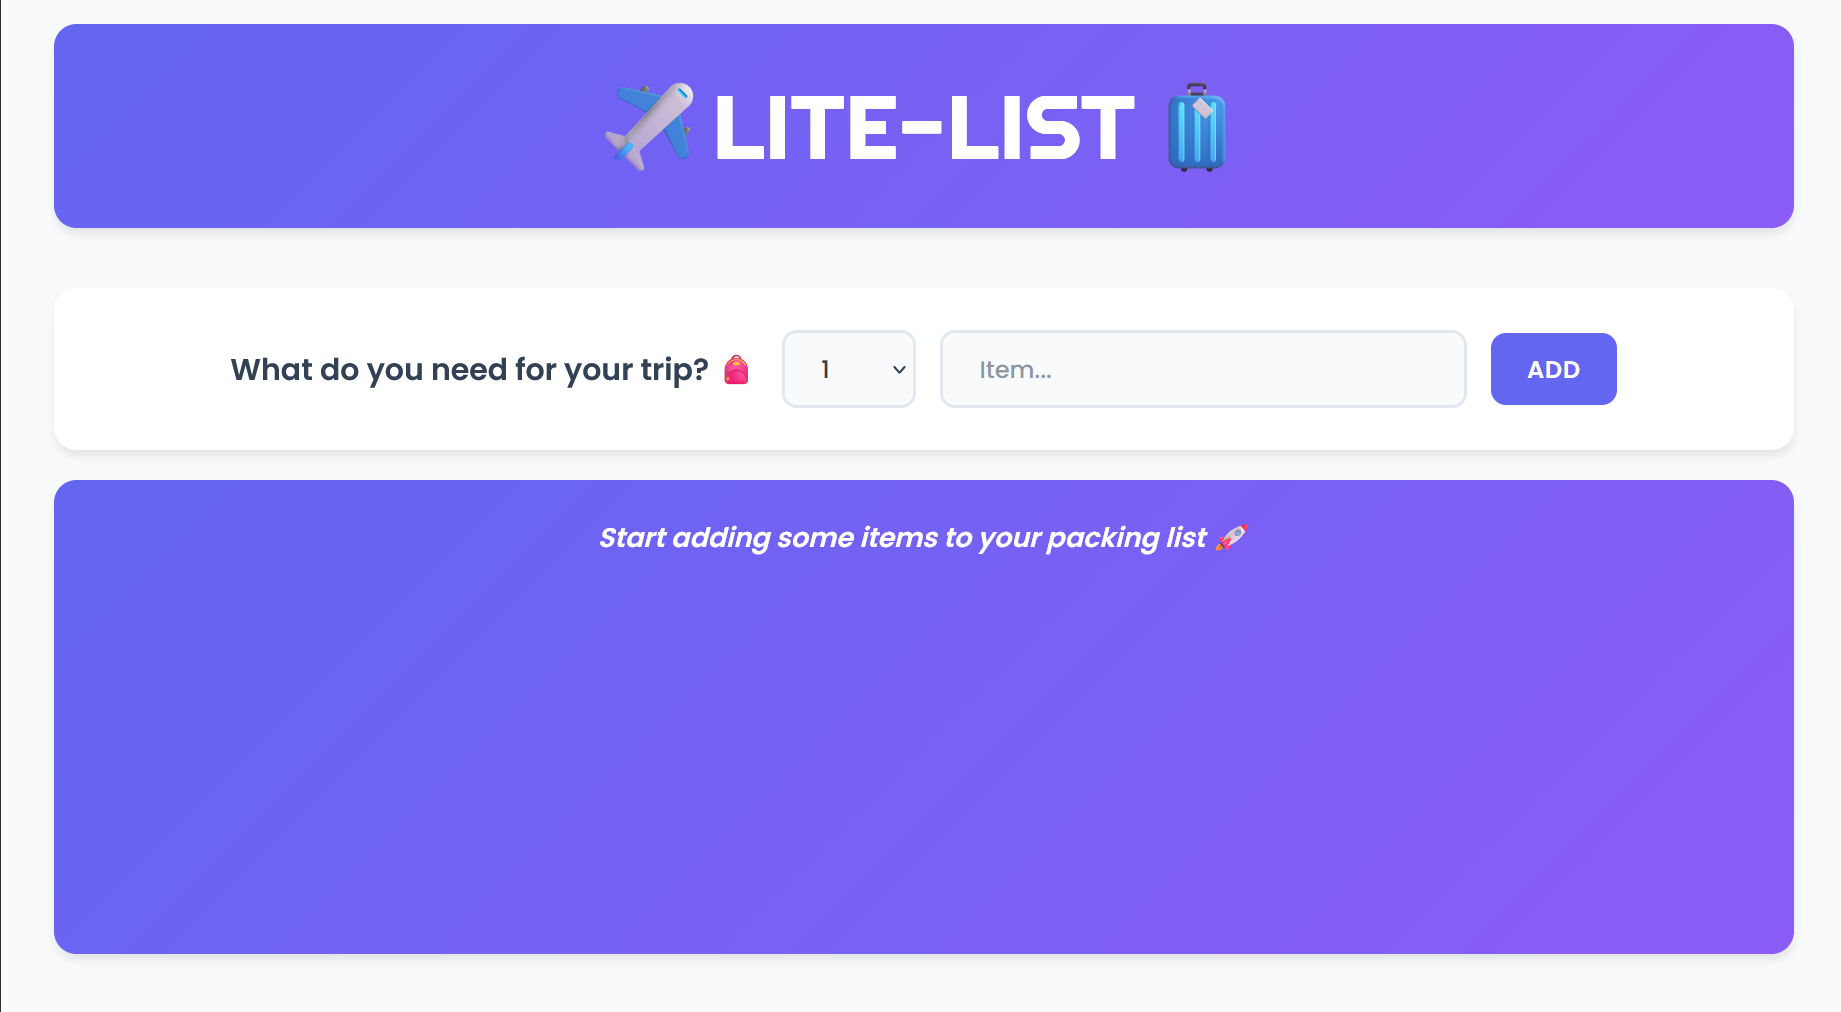 ✈️ LITE-LIST 🧳
What do you need for your trip? 🎒 1 Item... ADD
Start adding some items to your packing list 🚀